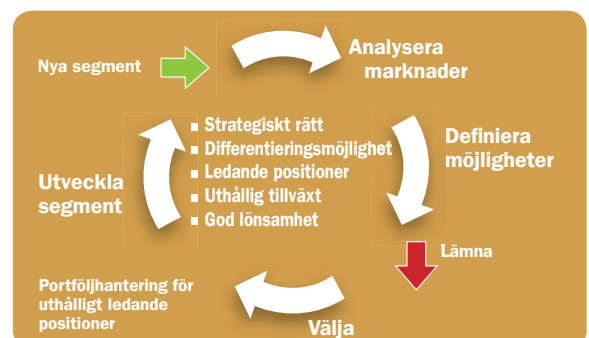 Nya segment
Analysera
marknader
Definiera
möjligheter
Lämna
Välja
Portföljhantering för
uthålligt ledande
positioner
Utveckla
segment
Strategiskt rätt
Differentieringsmöjlighet
Ledande positioner
Uthållig tillväxt
God lönsamhet